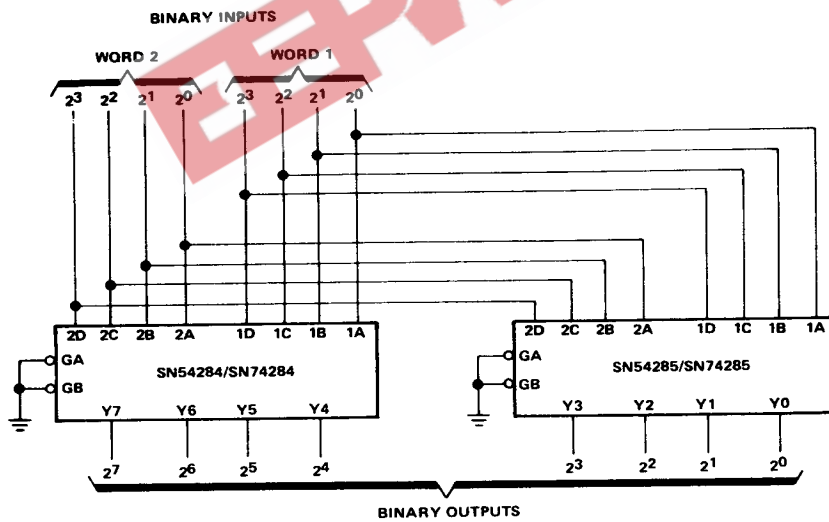 BINARY INPUTS
WORD 2 WORD 1
2³ 2² 2¹ 2⁰ 2³ 2² 2¹ 2⁰
2D 2C 2B 2A 1D 1C 1B 1A
GA
GB
SN54284/SN74284
Y7 Y6 Y5 Y4
2D 2C 2B 2A 1D 1C 1B 1A
GA
GB
SN54285/SN74285
Y3 Y2 Y1 Y0
2⁷ 2⁶ 2⁵ 2⁴ 2³ 2² 2¹ 2⁰
BINARY OUTPUTS